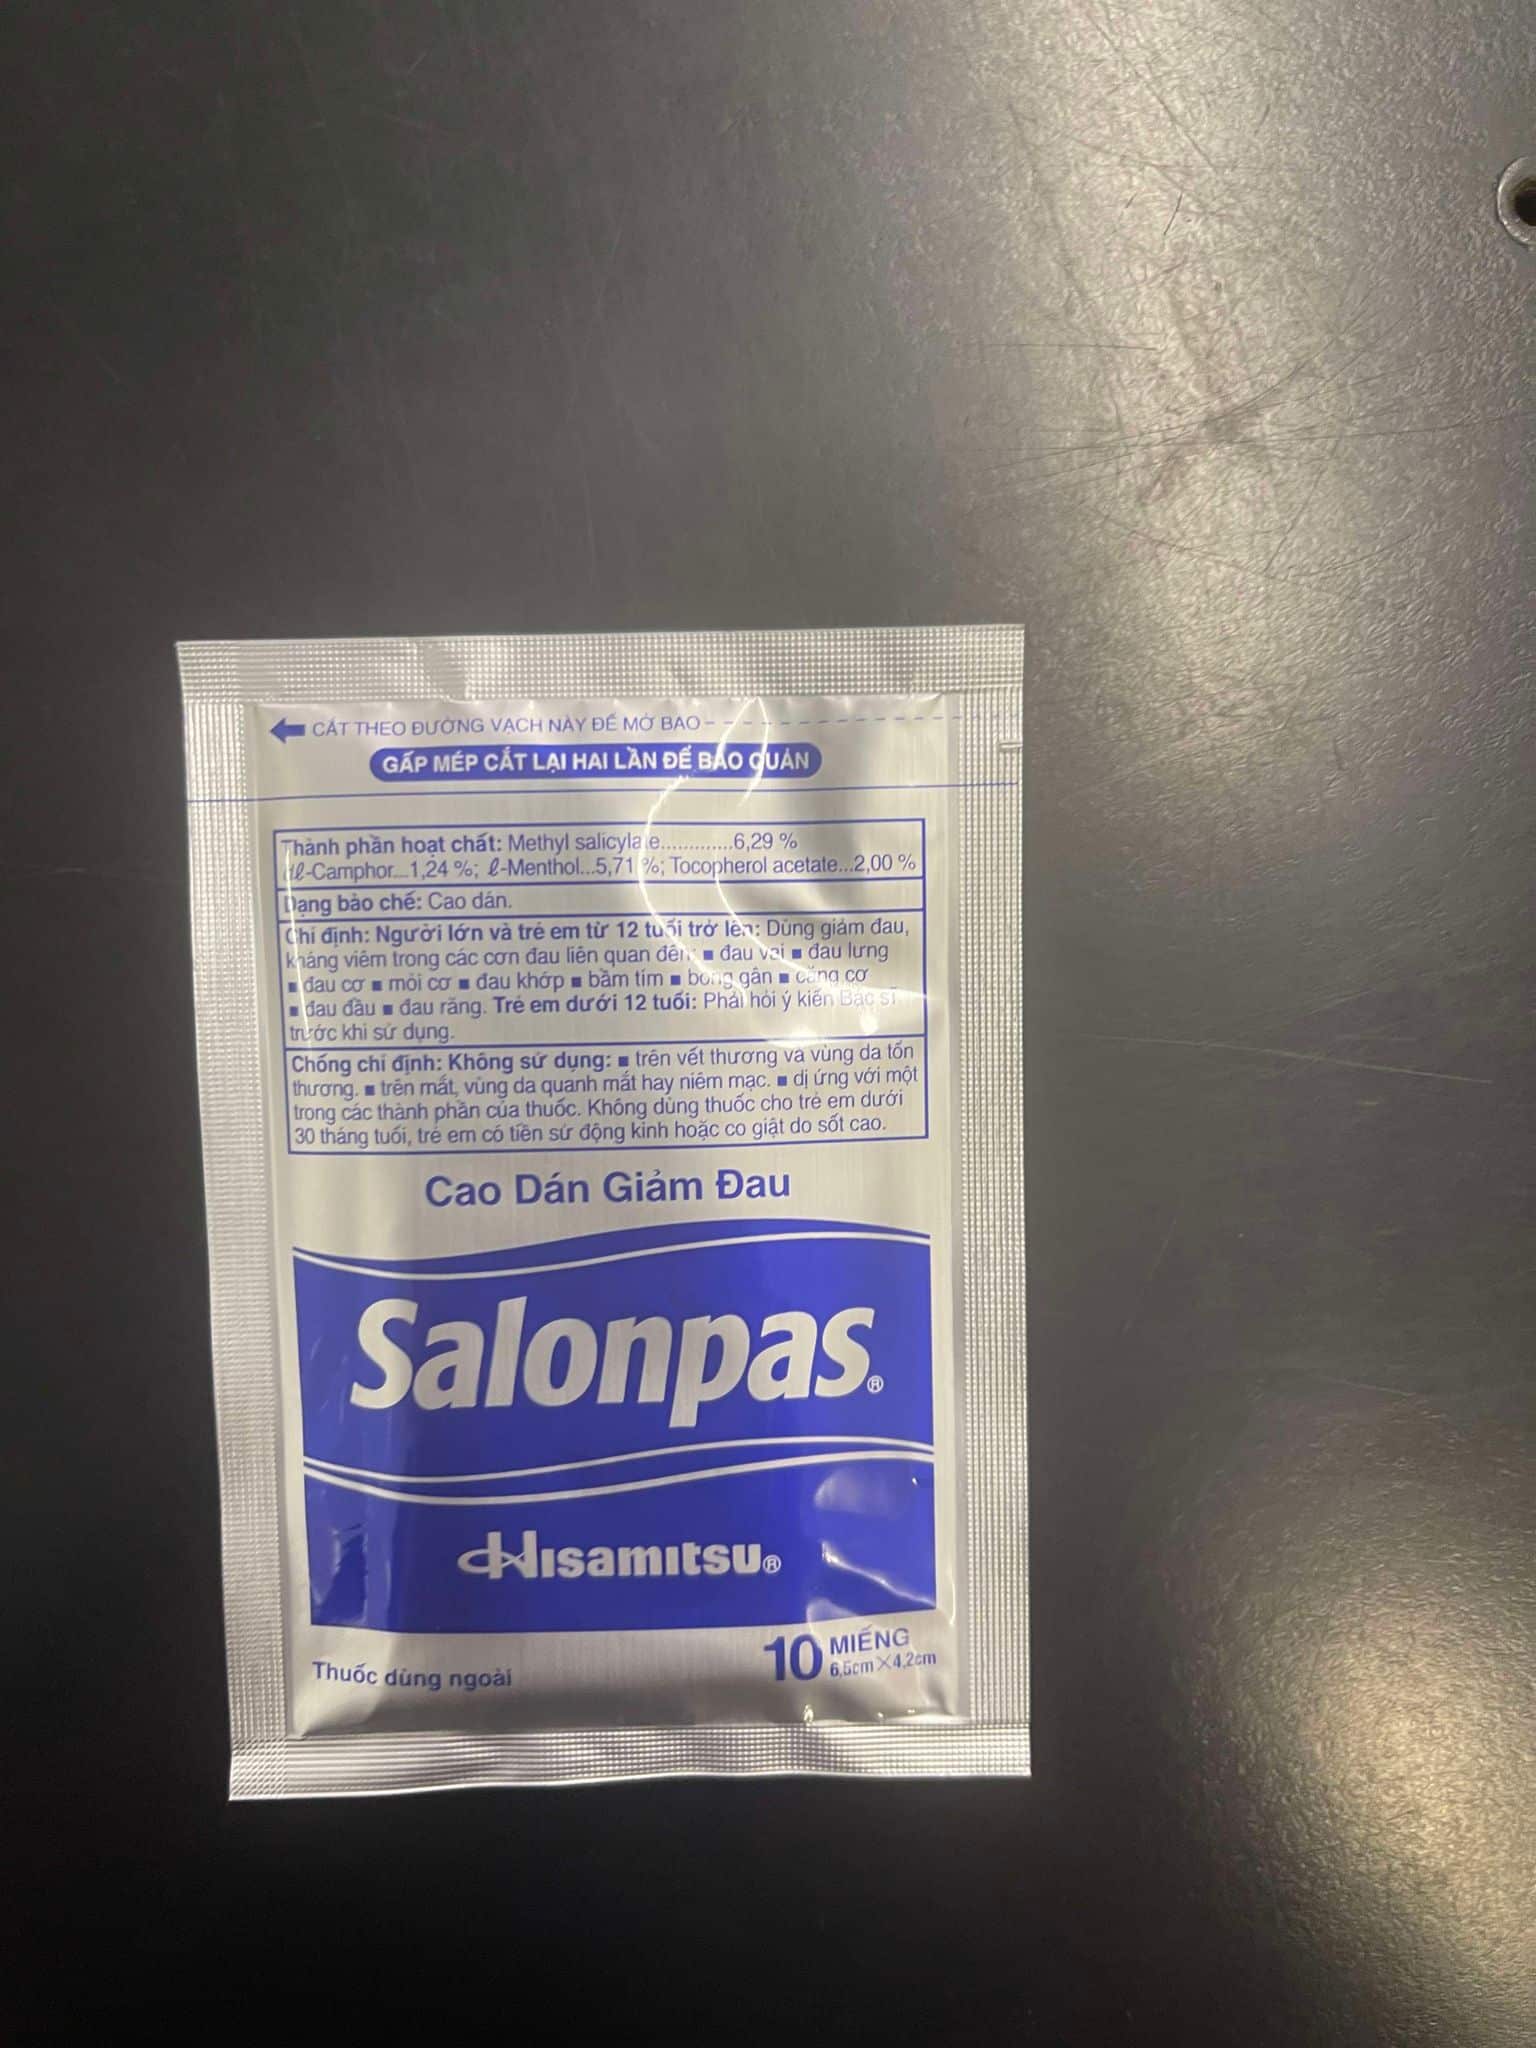 CẮT THEO ĐƯỜNG VẠCH NÀY ĐỂ MỞ BAO
GẤP MÉP CẮT LẠI HAI LẦN ĐỂ BẢO QUẢN
Thành phần hoạt chất: Methyl salicylate.............6,29 %
dℓ-Camphor....1,24 %; ℓ-Menthol...5,71 %; Tocopherol acetate...2,00 %
Dạng bào chế: Cao dán.
Chỉ định: Người lớn và trẻ em từ 12 tuổi trở lên: Dùng giảm đau,
kháng viêm trong các cơn đau liên quan đến: ■ đau vai ■ đau lưng
■ đau cơ ■ mỏi cơ ■ đau khớp ■ bầm tím ■ bong gân ■ căng cơ
■ đau đầu ■ đau răng. Trẻ em dưới 12 tuổi: Phải hỏi ý kiến Bác sĩ
trước khi sử dụng.
Chống chỉ định: Không sử dụng: ■ trên vết thương và vùng da tổn
thương. ■ trên mắt, vùng da quanh mắt hay niêm mạc. ■ dị ứng với một
trong các thành phần của thuốc. Không dùng thuốc cho trẻ em dưới
30 tháng tuổi, trẻ em có tiền sử động kinh hoặc co giật do sốt cao.
Cao Dán Giảm Đau
Salonpas®
Hisamitsu®
10 MIẾNG
6,5cm×4,2cm
Thuốc dùng ngoài